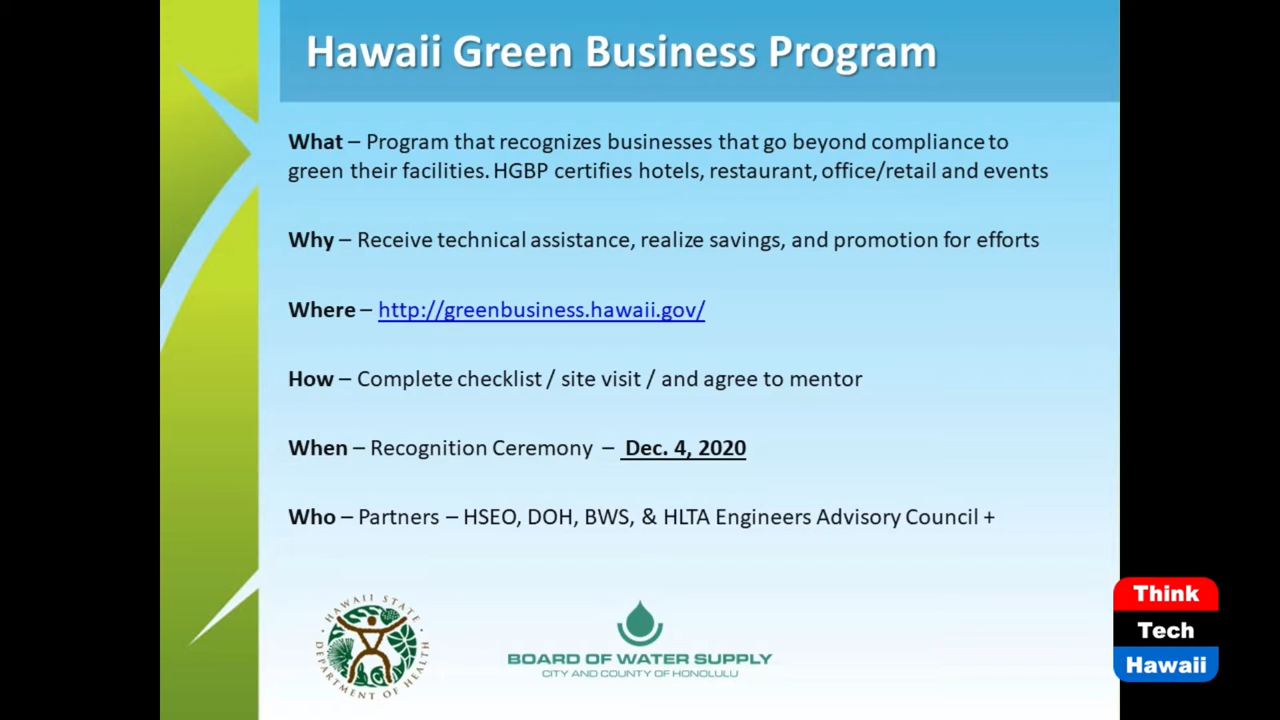 Hawaii Green Business Program
What – Program that recognizes businesses that go beyond compliance to
green their facilities. HGBP certifies hotels, restaurant, office/retail and events
Why – Receive technical assistance, realize savings, and promotion for efforts
Where – http://greenbusiness.hawaii.gov/
How – Complete checklist / site visit / and agree to mentor
When – Recognition Ceremony – Dec. 4, 2020
Who – Partners – HSEO, DOH, BWS, & HLTA Engineers Advisory Council +
HAWAII STATE
DEPARTMENT OF HEALTH
BOARD OF WATER SUPPLY
CITY AND COUNTY OF HONOLULU
Think
Tech
Hawaii